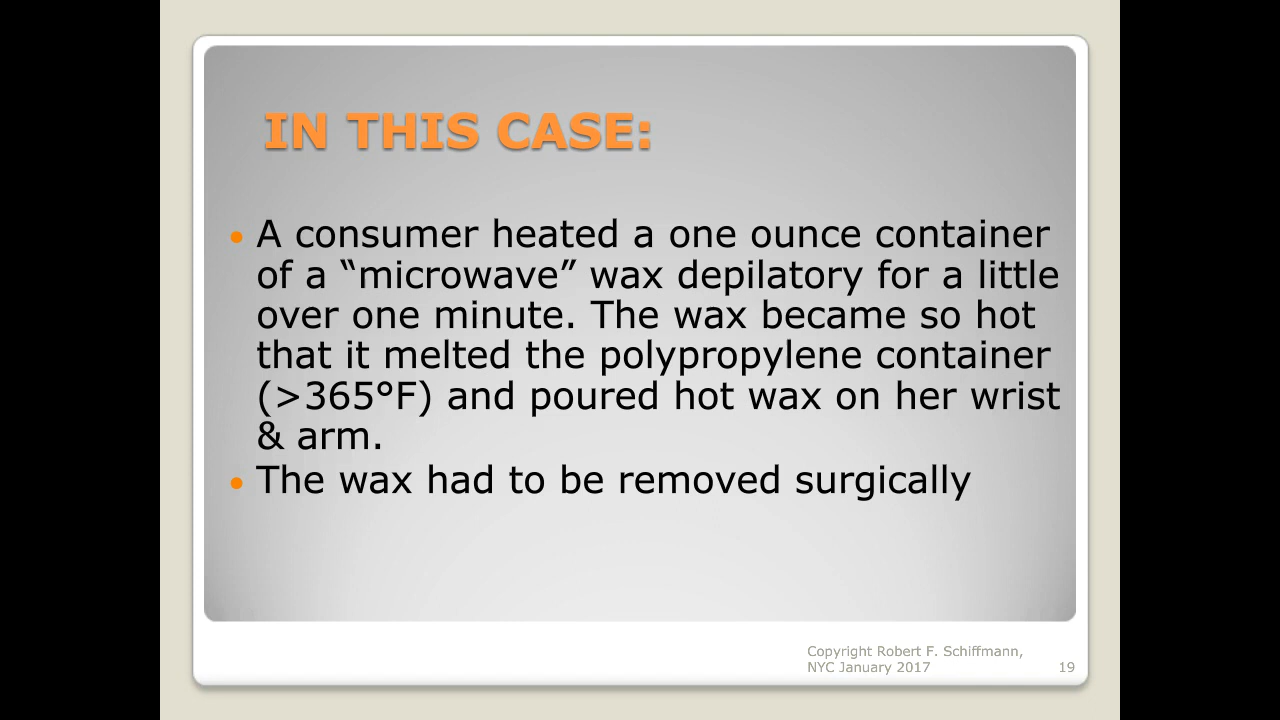 IN THIS CASE:
• A consumer heated a one ounce container
of a “microwave” wax depilatory for a little
over one minute. The wax became so hot
that it melted the polypropylene container
(>365°F) and poured hot wax on her wrist
& arm.
• The wax had to be removed surgically
Copyright Robert F. Schiffmann,
NYC January 2017
19